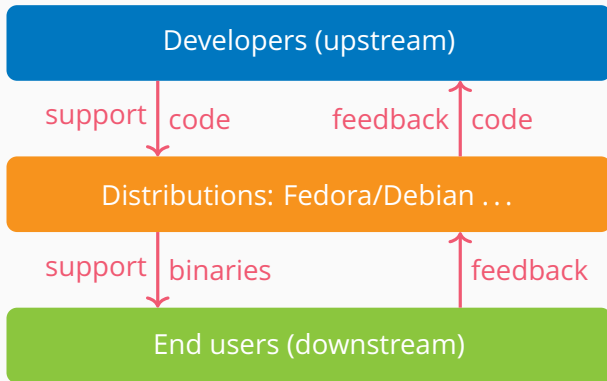 Developers (upstream)
support code feedback code
Distributions: Fedora/Debian ...
support binaries feedback
End users (downstream)